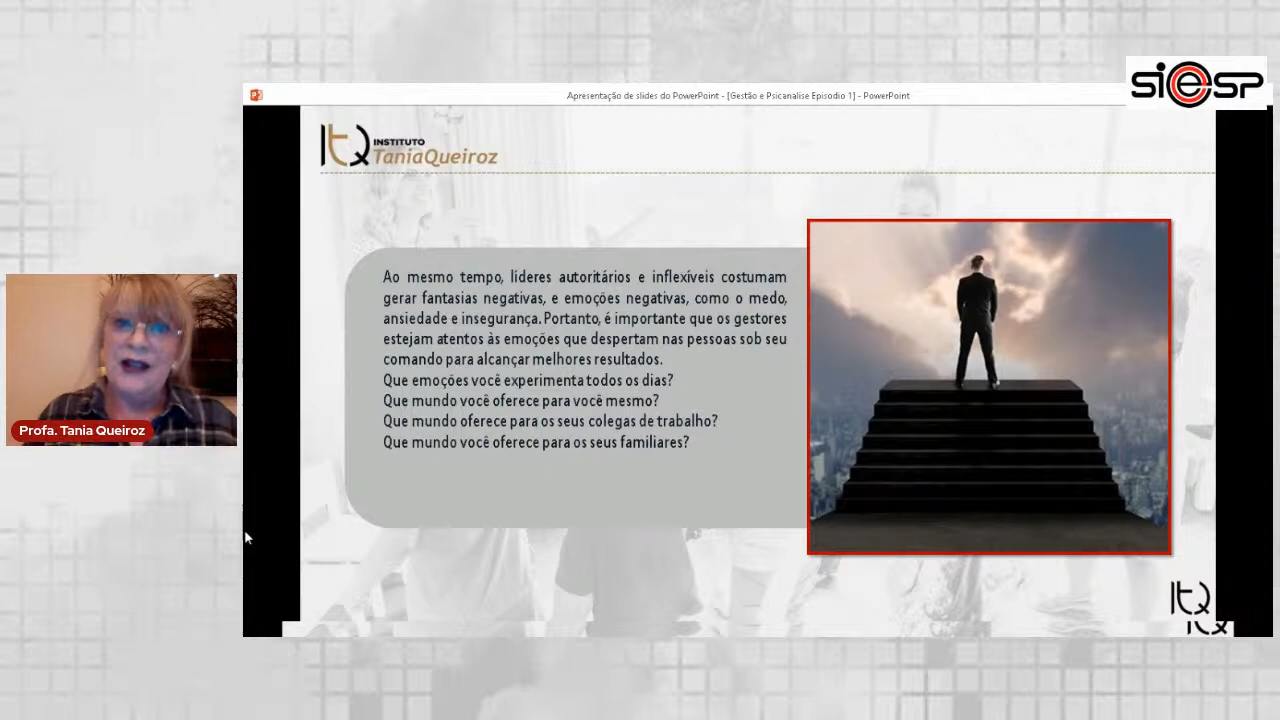 SIESP
Apresentação de slides do PowerPoint - [Gestão e Psicanalise Episodio 1] - PowerPoint
INSTITUTO
TaniaQueiroz
Ao mesmo tempo, líderes autoritários e inflexíveis costumam
gerar fantasias negativas, e emoções negativas, como o medo,
ansiedade e insegurança. Portanto, é importante que os gestores
estejam atentos às emoções que despertam nas pessoas sob seu
comando para alcançar melhores resultados.
Que emoções você experimenta todos os dias?
Que mundo você oferece para você mesmo?
Que mundo oferece para os seus colegas de trabalho?
Que mundo você oferece para os seus familiares?
Profa. Tania Queiroz